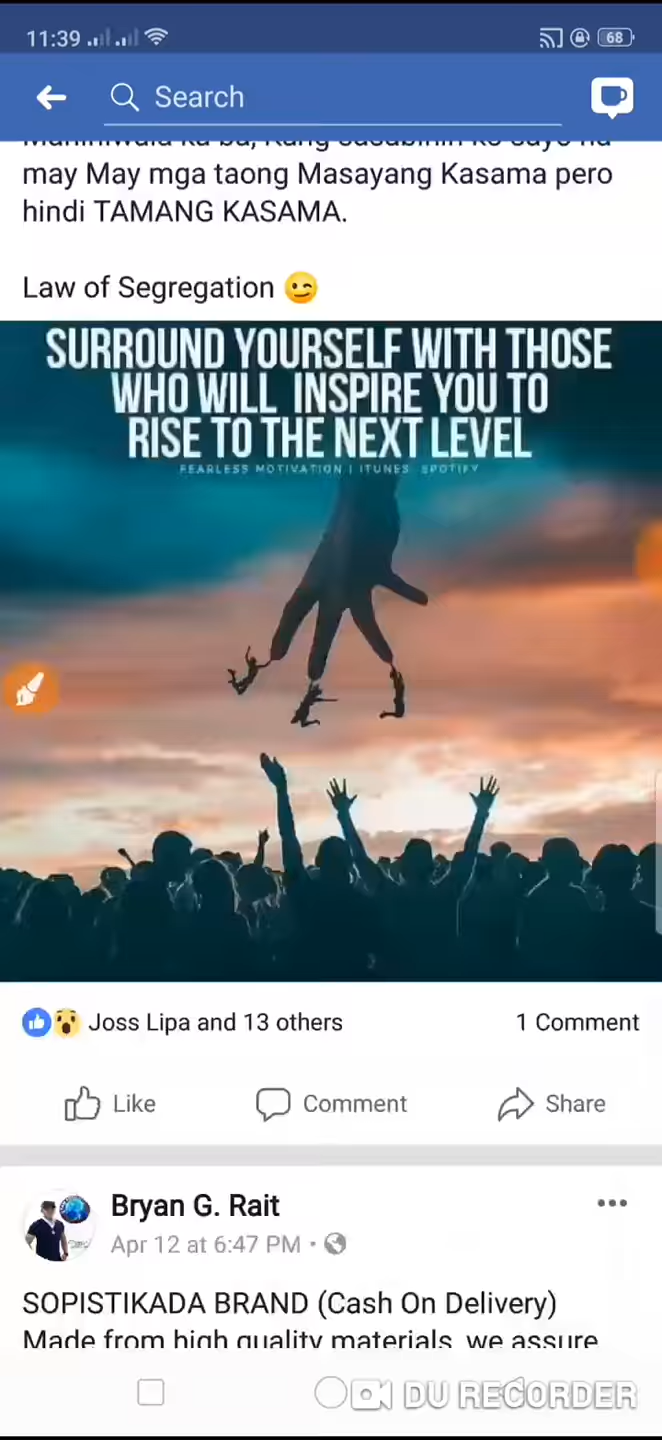 11:39
68
Search
may May mga taong Masayang Kasama pero
hindi TAMANG KASAMA.
Law of Segregation 😉
SURROUND YOURSELF WITH THOSE
WHO WILL INSPIRE YOU TO
RISE TO THE NEXT LEVEL
FEARLESS MOTIVATION | ITUNES SPOTIFY
Joss Lipa and 13 others
1 Comment
Like
Comment
Share
Bryan G. Rait
Apr 12 at 6:47 PM
SOPISTIKADA BRAND (Cash On Delivery)
Made from high quality materials, we assure
DU RECORDER